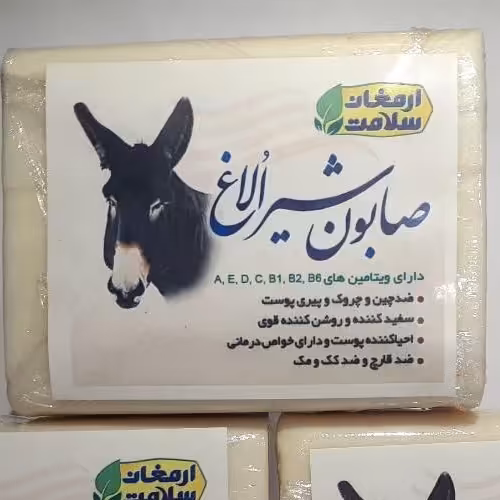 ارمغان
سلامت
صابون شیر اُلاغ
دارای ویتامین های A, E, D, C, B1, B2, B6
• ضدچین و چروک و پیری پوست
• سفید کننده و روشن کننده قوی
• احیاکننده پوست و دارای خواص درمانی
• ضد قارچ و ضد کک و مک
ارمغان
سلامت